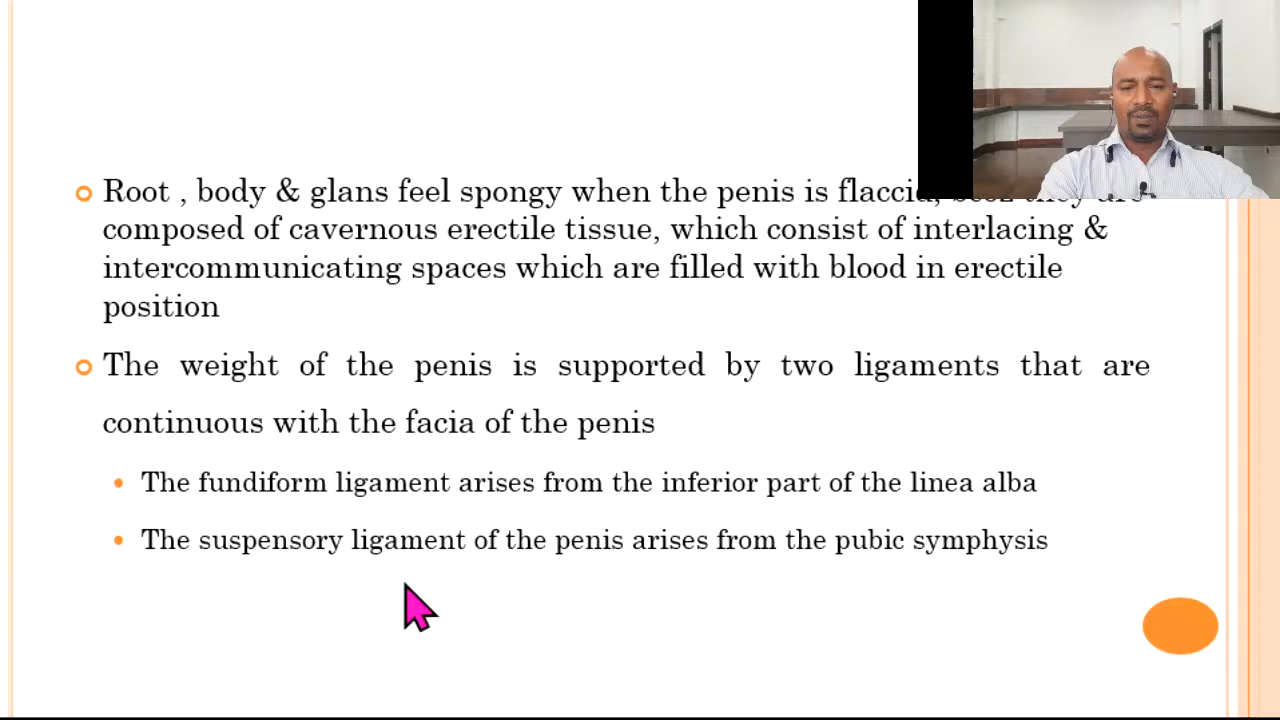 Root , body & glans feel spongy when the penis is flaccid, becz they are
composed of cavernous erectile tissue, which consist of interlacing &
intercommunicating spaces which are filled with blood in erectile
position
The weight of the penis is supported by two ligaments that are
continuous with the facia of the penis
The fundiform ligament arises from the inferior part of the linea alba
The suspensory ligament of the penis arises from the pubic symphysis